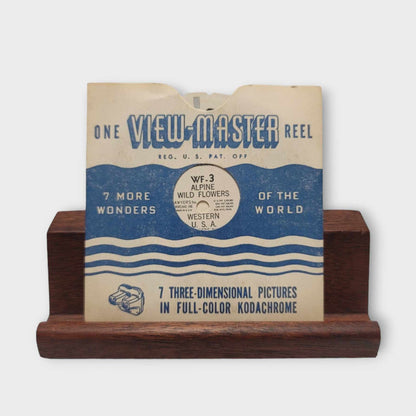 ONE VIEW-MASTER REEL
REG. U. S. PAT. OFF
7 MORE
WONDERS
OF THE
WORLD
WF-3
ALPINE
WILD FLOWERS
WESTERN
U. S. A.
7 THREE-DIMENSIONAL PICTURES
IN FULL-COLOR KODACHROME